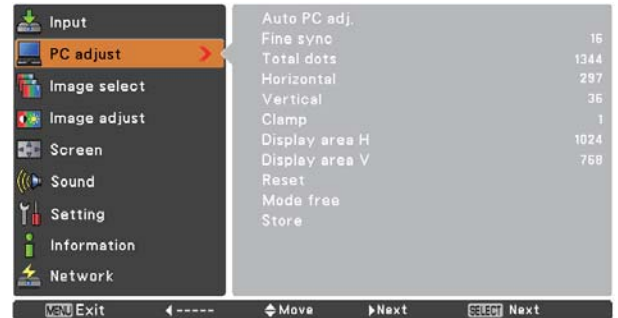 Input
PC adjust
Image select
Image adjust
Screen
Sound
Setting
Information
Network
Auto PC adj.
Fine sync 16
Total dots 1344
Horizontal 297
Vertical 36
Clamp 1
Display area H 1024
Display area V 768
Reset
Mode free
Store
MENU Exit ----- Move Next SELECT Next